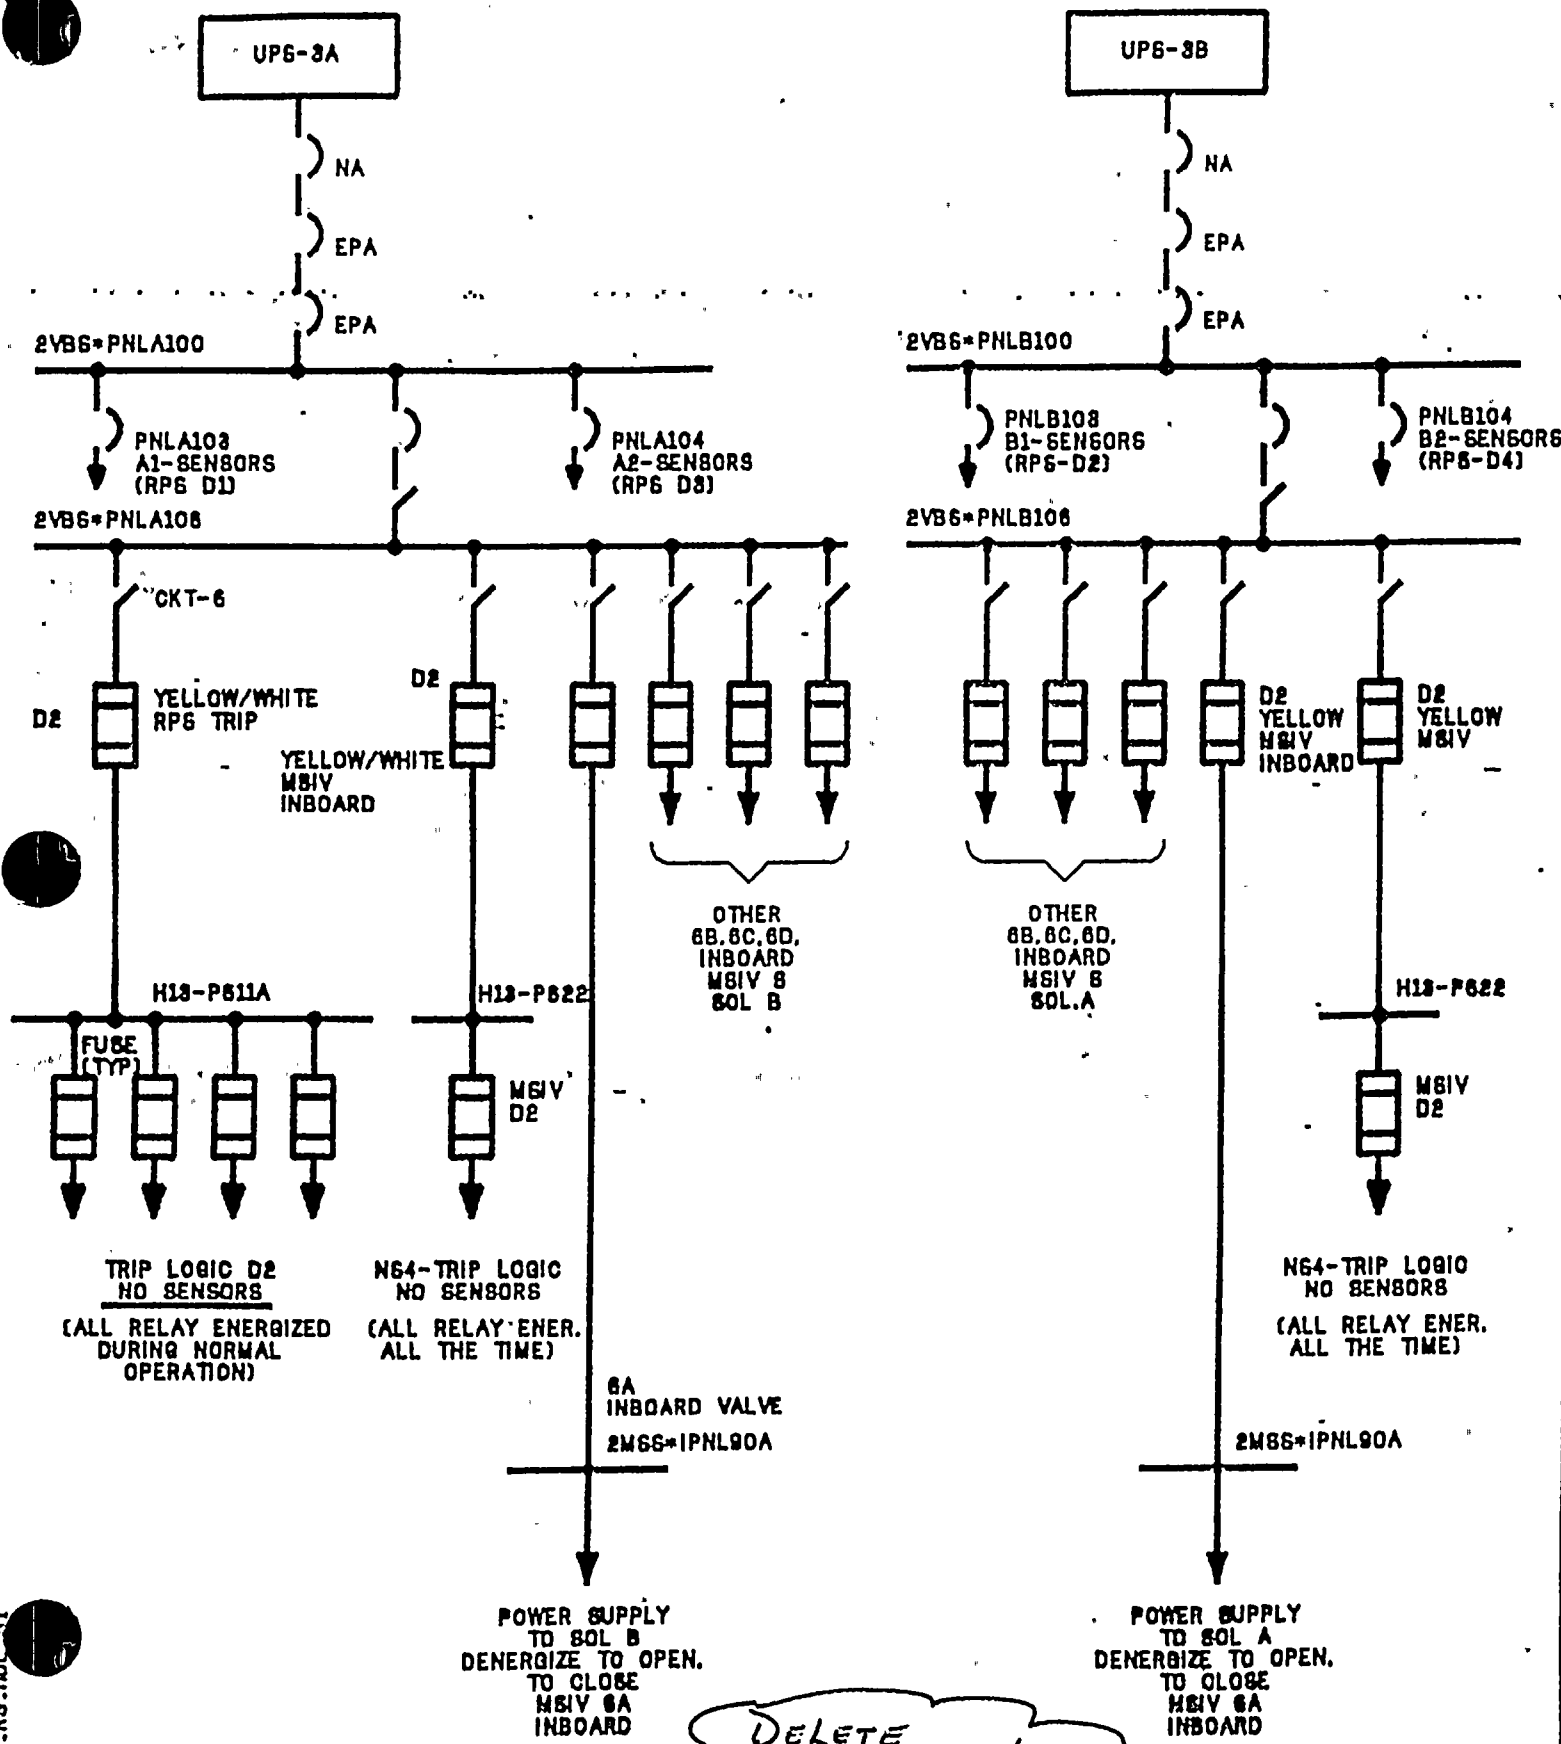 UPS-3A
UPS-3B
NA
NA
EPA
EPA
EPA
EPA
2VBS*PNLA100
2VBS*PNLB100
PNLA103
A1-SENSORS
(RPS D1)
PNLA104
A2-SENSORS
(RPS D3)
PNLB103
B1-SENSORS
(RPS-D2)
PNLB104
B2-SENSORS
(RPS-D4)
2VBS*PNLA106
2VBS*PNLB106
CKT-6
D2
YELLOW/WHITE
RPS TRIP
D2
YELLOW/WHITE
MSIV
INBOARD
D2
YELLOW
MSIV
INBOARD
D2
YELLOW
MSIV
OTHER
6B,6C,6D,
INBOARD
MSIV S
SOL B
OTHER
6B,6C,6D,
INBOARD
MSIV S
SOL.A
H13-P611A
H13-P622
H13-P622
FUSE
(TYP)
MSIV
D2
MSIV
D2
TRIP LOGIC D2
NO SENSORS
(ALL RELAY ENERGIZED
DURING NORMAL
OPERATION)
NS4-TRIP LOGIC
NO SENSORS
(ALL RELAY ENER.
ALL THE TIME)
NS4-TRIP LOGIC
NO SENSORS
(ALL RELAY ENER.
ALL THE TIME)
6A
INBOARD VALVE
2MSS*IPNL90A
2MSS*IPNL90A
POWER SUPPLY
TO SOL B
DENERGIZE TO OPEN.
TO CLOSE
MSIV 6A
INBOARD
POWER SUPPLY
TO SOL A
DENERGIZE TO OPEN.
TO CLOSE
MSIV 6A
INBOARD
DELETE